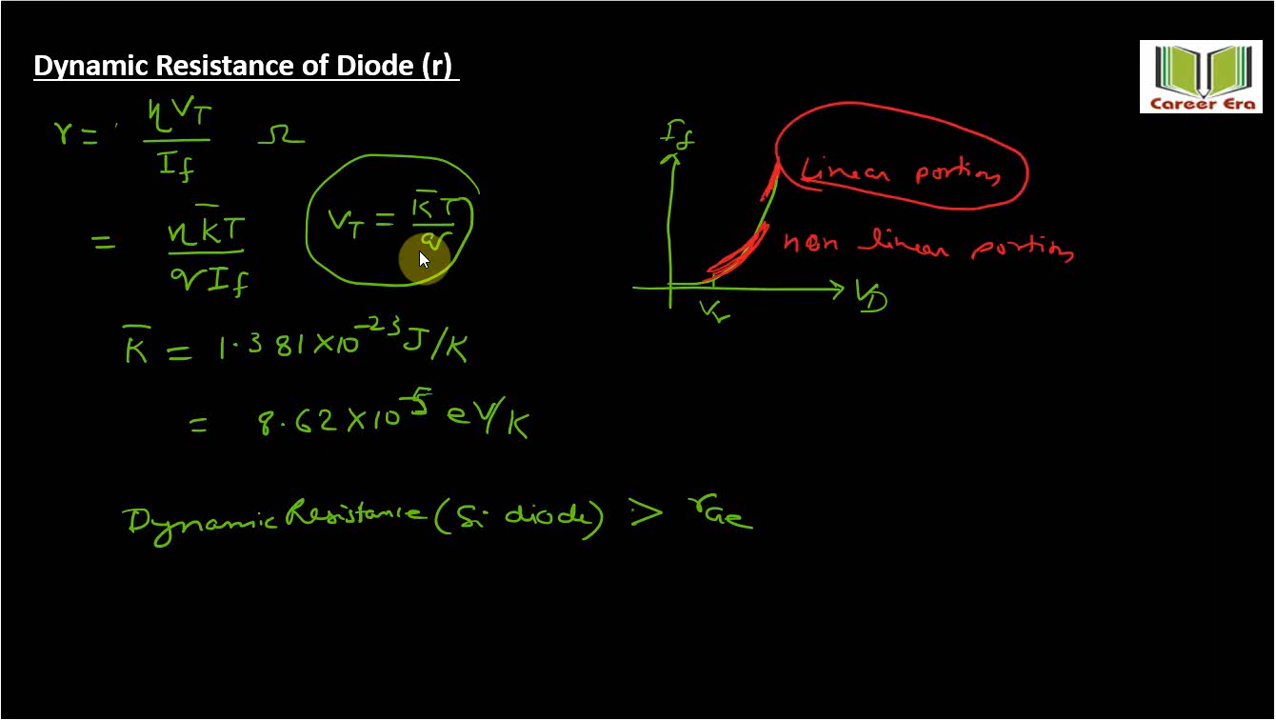 Dynamic Resistance of Diode (r)
Career Era
r = ηV_T / I_f Ω
= ηK̅T / qI_f
V_T = K̅T / q
K̅ = 1.381×10^-23 J/K
= 8.62×10^-5 eV/K
Dynamic Resistance (Si diode) > r_Ge
I_f
Linear portion
non linear portion
V_D
V_r